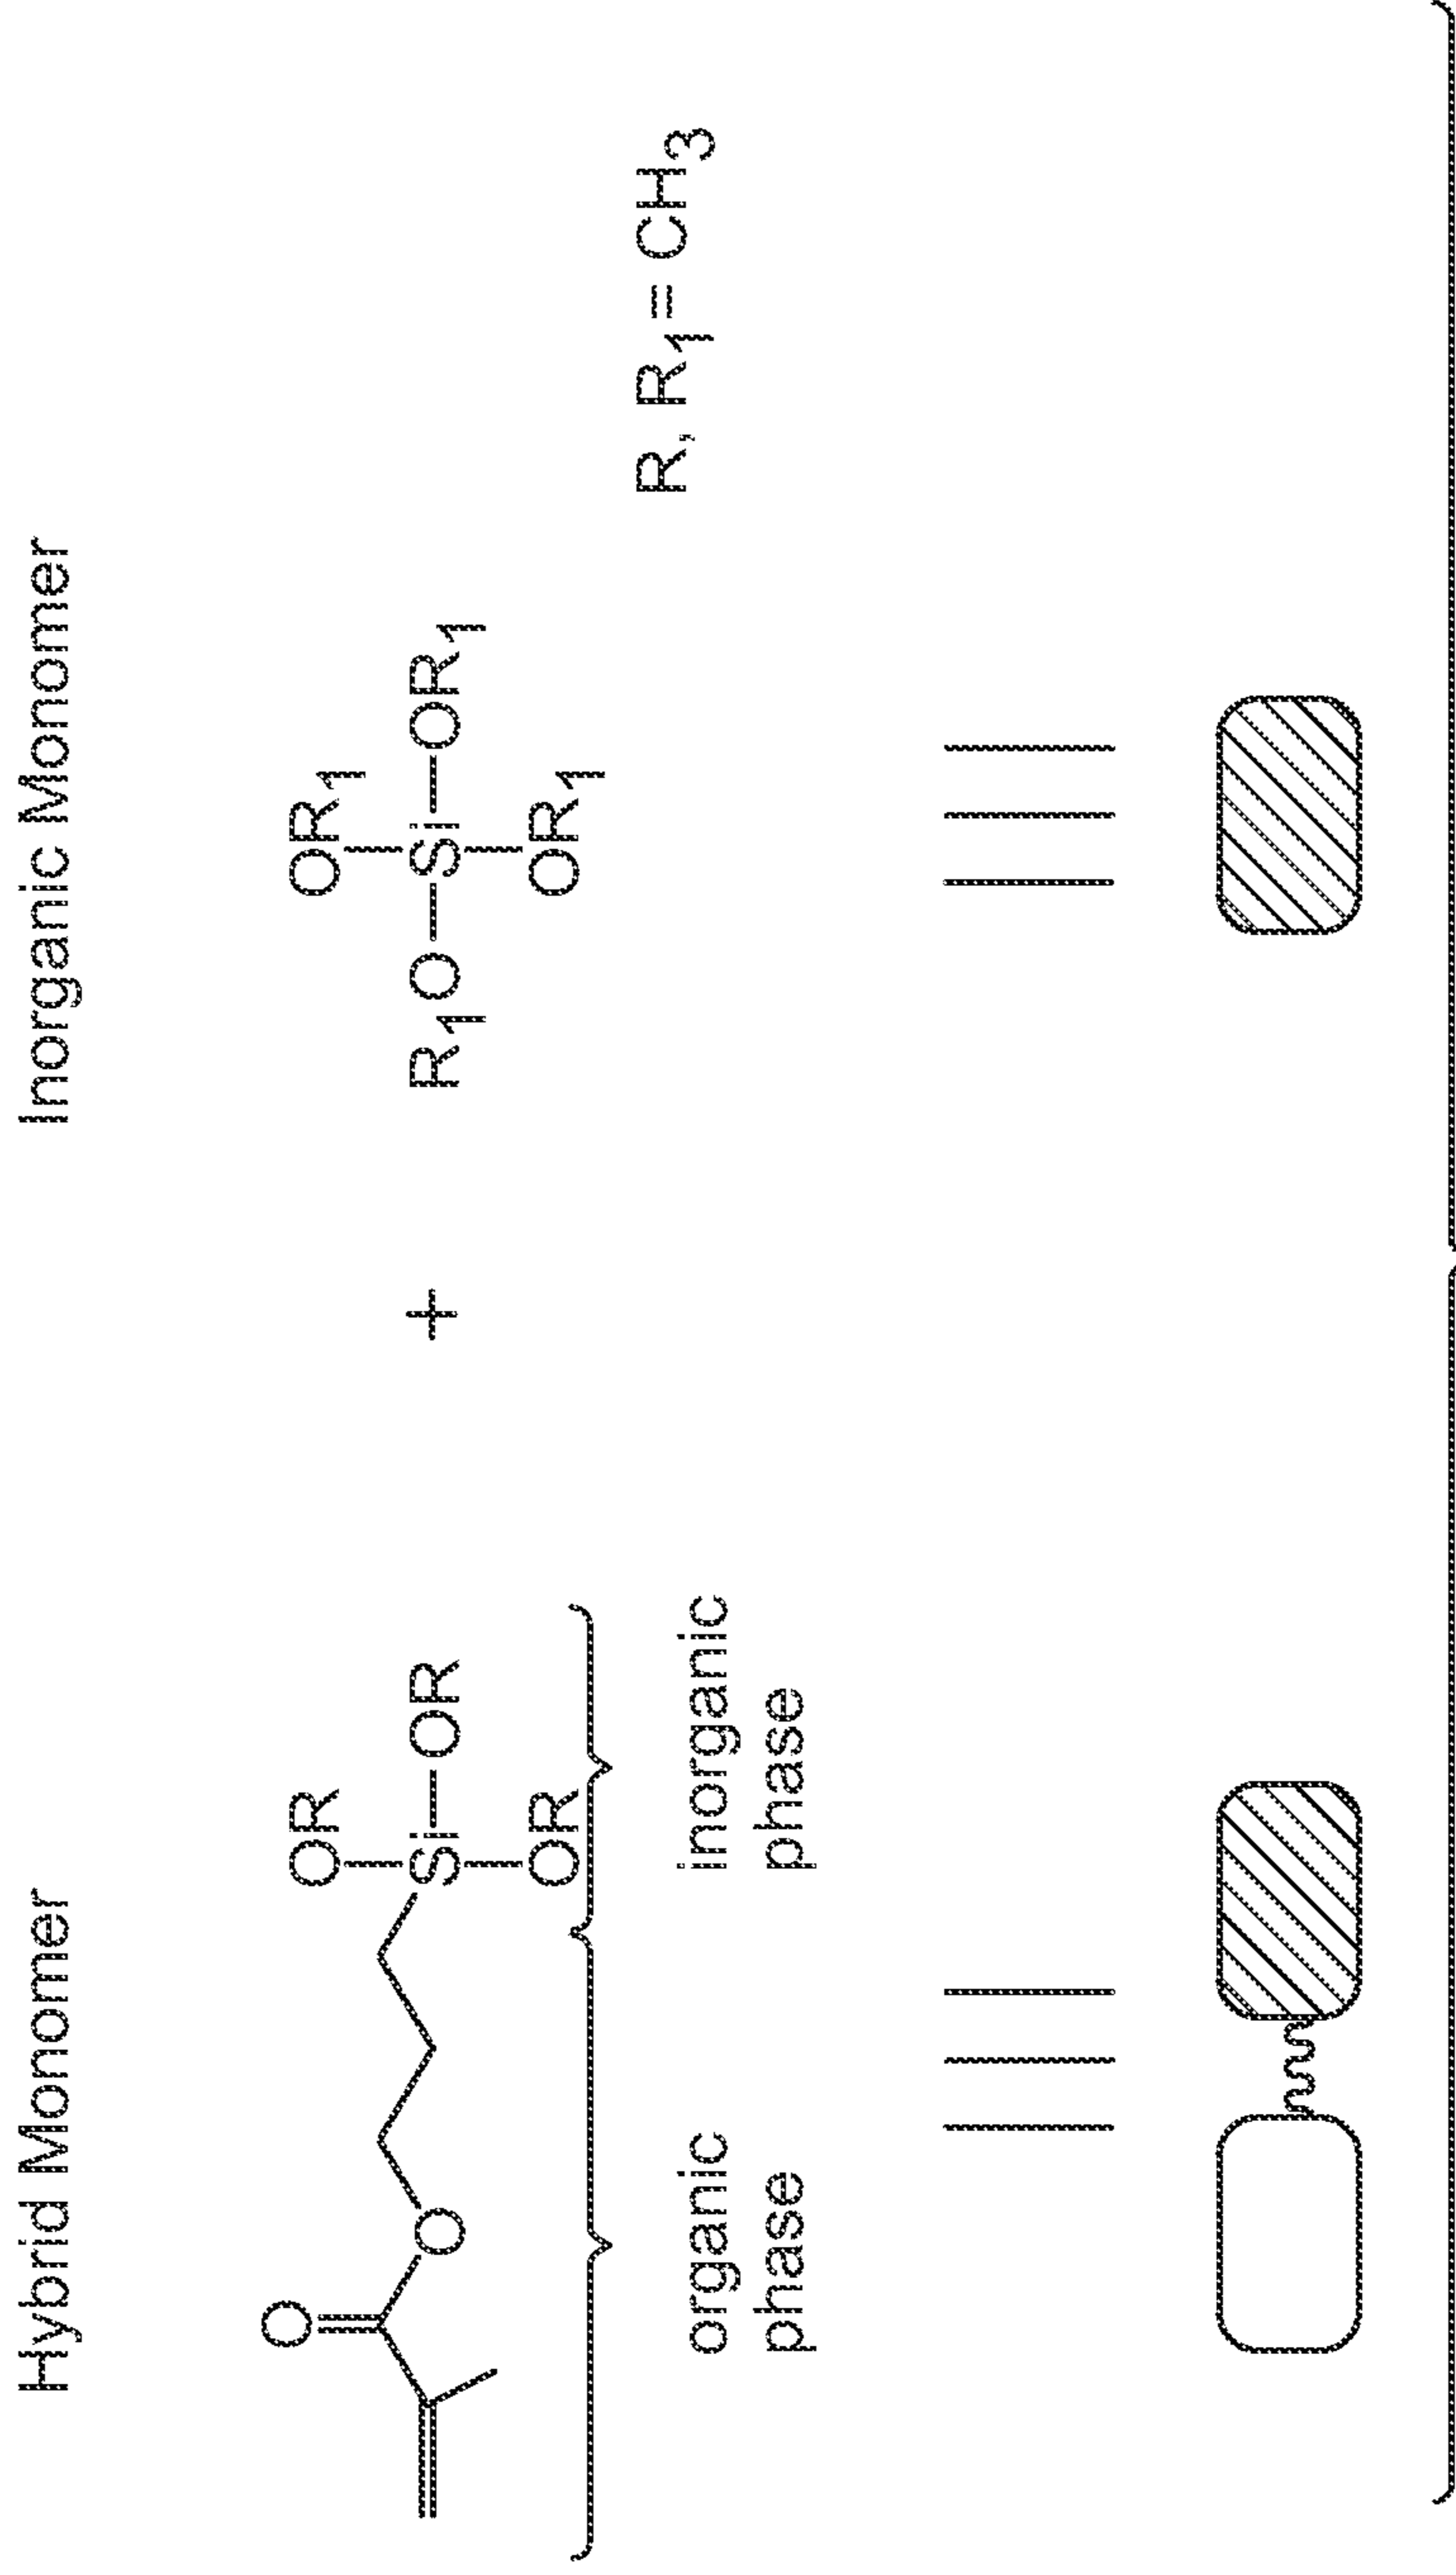 Hybrid Monomer
Inorganic Monomer
O
O
OR
Si
OR
OR
+
OR1
R1O
Si
OR1
OR1
organic
phase
inorganic
phase
R, R1 = CH3